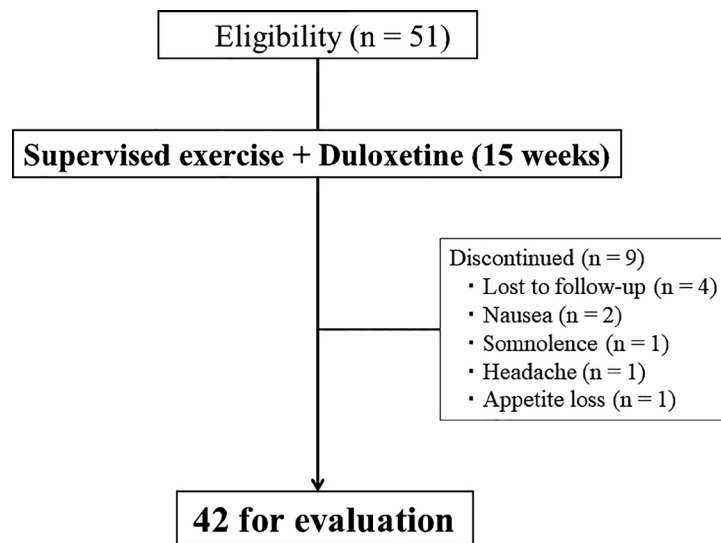 Eligibility (n = 51)
Supervised exercise + Duloxetine (15 weeks)
Discontinued (n = 9)
・Lost to follow-up (n = 4)
・Nausea (n = 2)
・Somnolence (n = 1)
・Headache (n = 1)
・Appetite loss (n = 1)
42 for evaluation